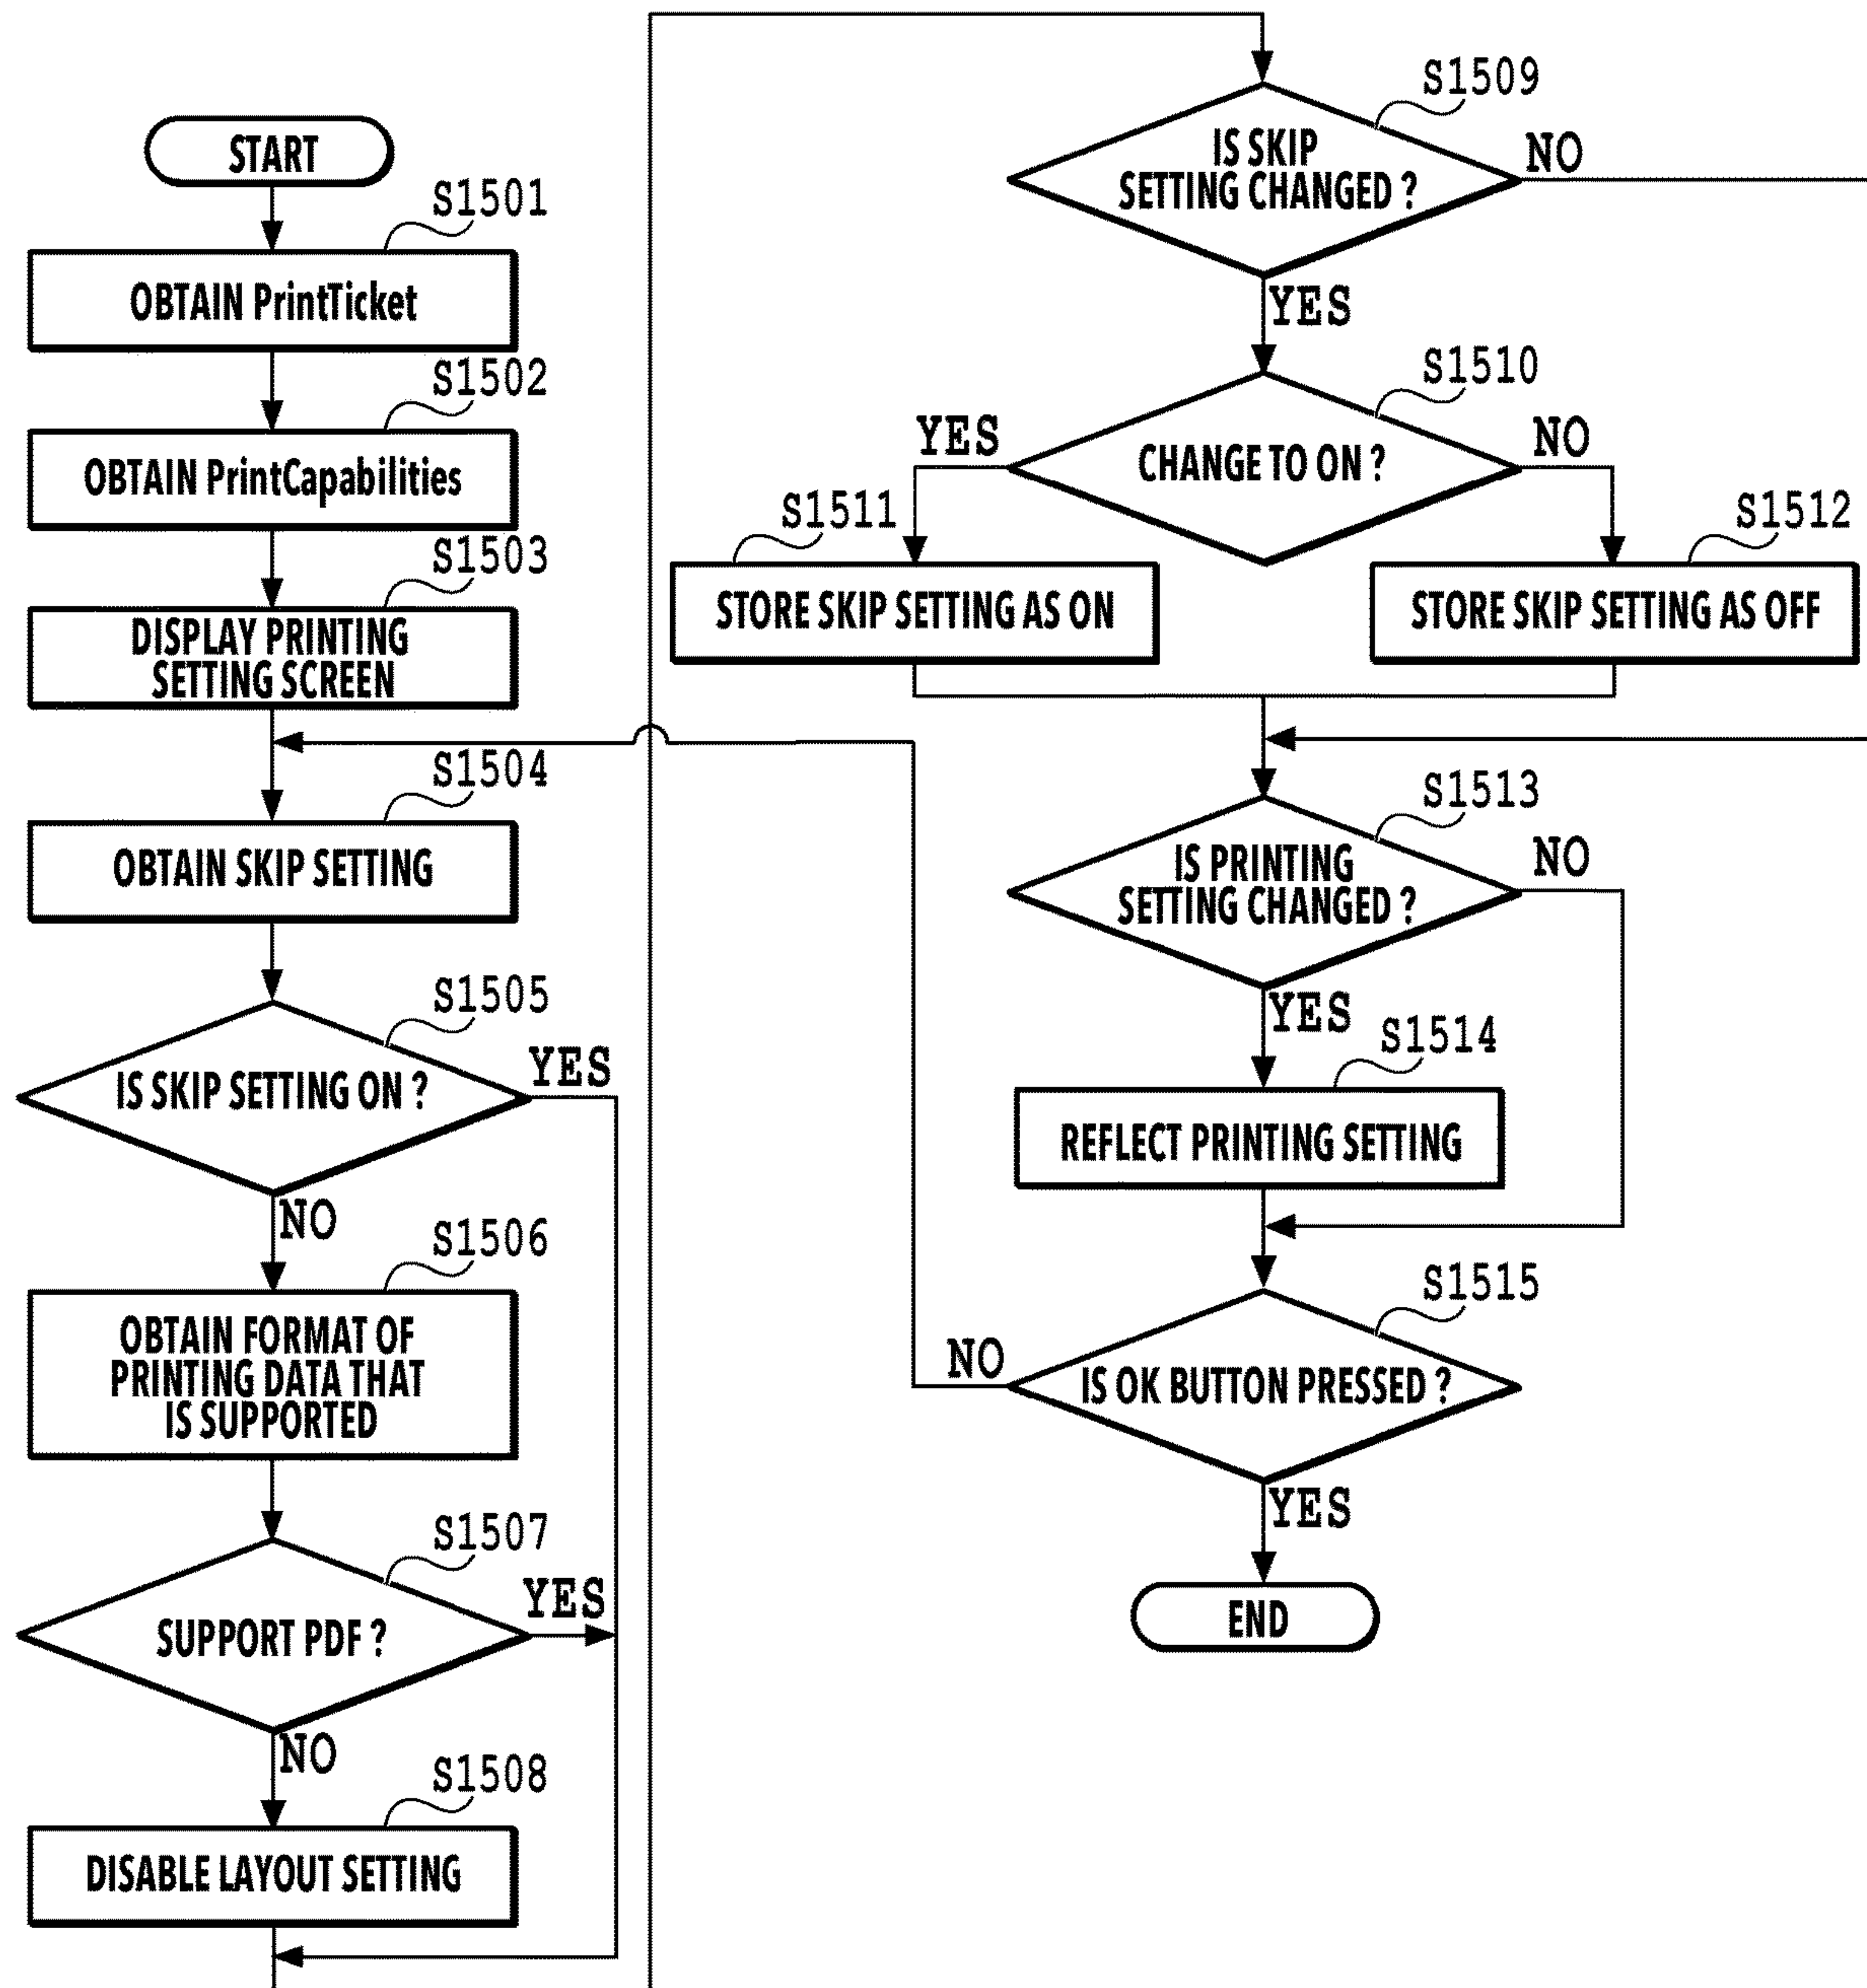 START
S1501
OBTAIN PrintTicket
S1502
OBTAIN PrintCapabilities
S1503
DISPLAY PRINTING
SETTING SCREEN
S1504
OBTAIN SKIP SETTING
S1505
IS SKIP SETTING ON ?
YES
NO
S1506
OBTAIN FORMAT OF
PRINTING DATA THAT
IS SUPPORTED
S1507
SUPPORT PDF ?
YES
NO
S1508
DISABLE LAYOUT SETTING
S1509
IS SKIP
SETTING CHANGED ?
NO
YES
S1510
CHANGE TO ON ?
YES
NO
S1511
STORE SKIP SETTING AS ON
S1512
STORE SKIP SETTING AS OFF
S1513
IS PRINTING
SETTING CHANGED ?
NO
YES
S1514
REFLECT PRINTING SETTING
S1515
IS OK BUTTON PRESSED ?
NO
YES
END